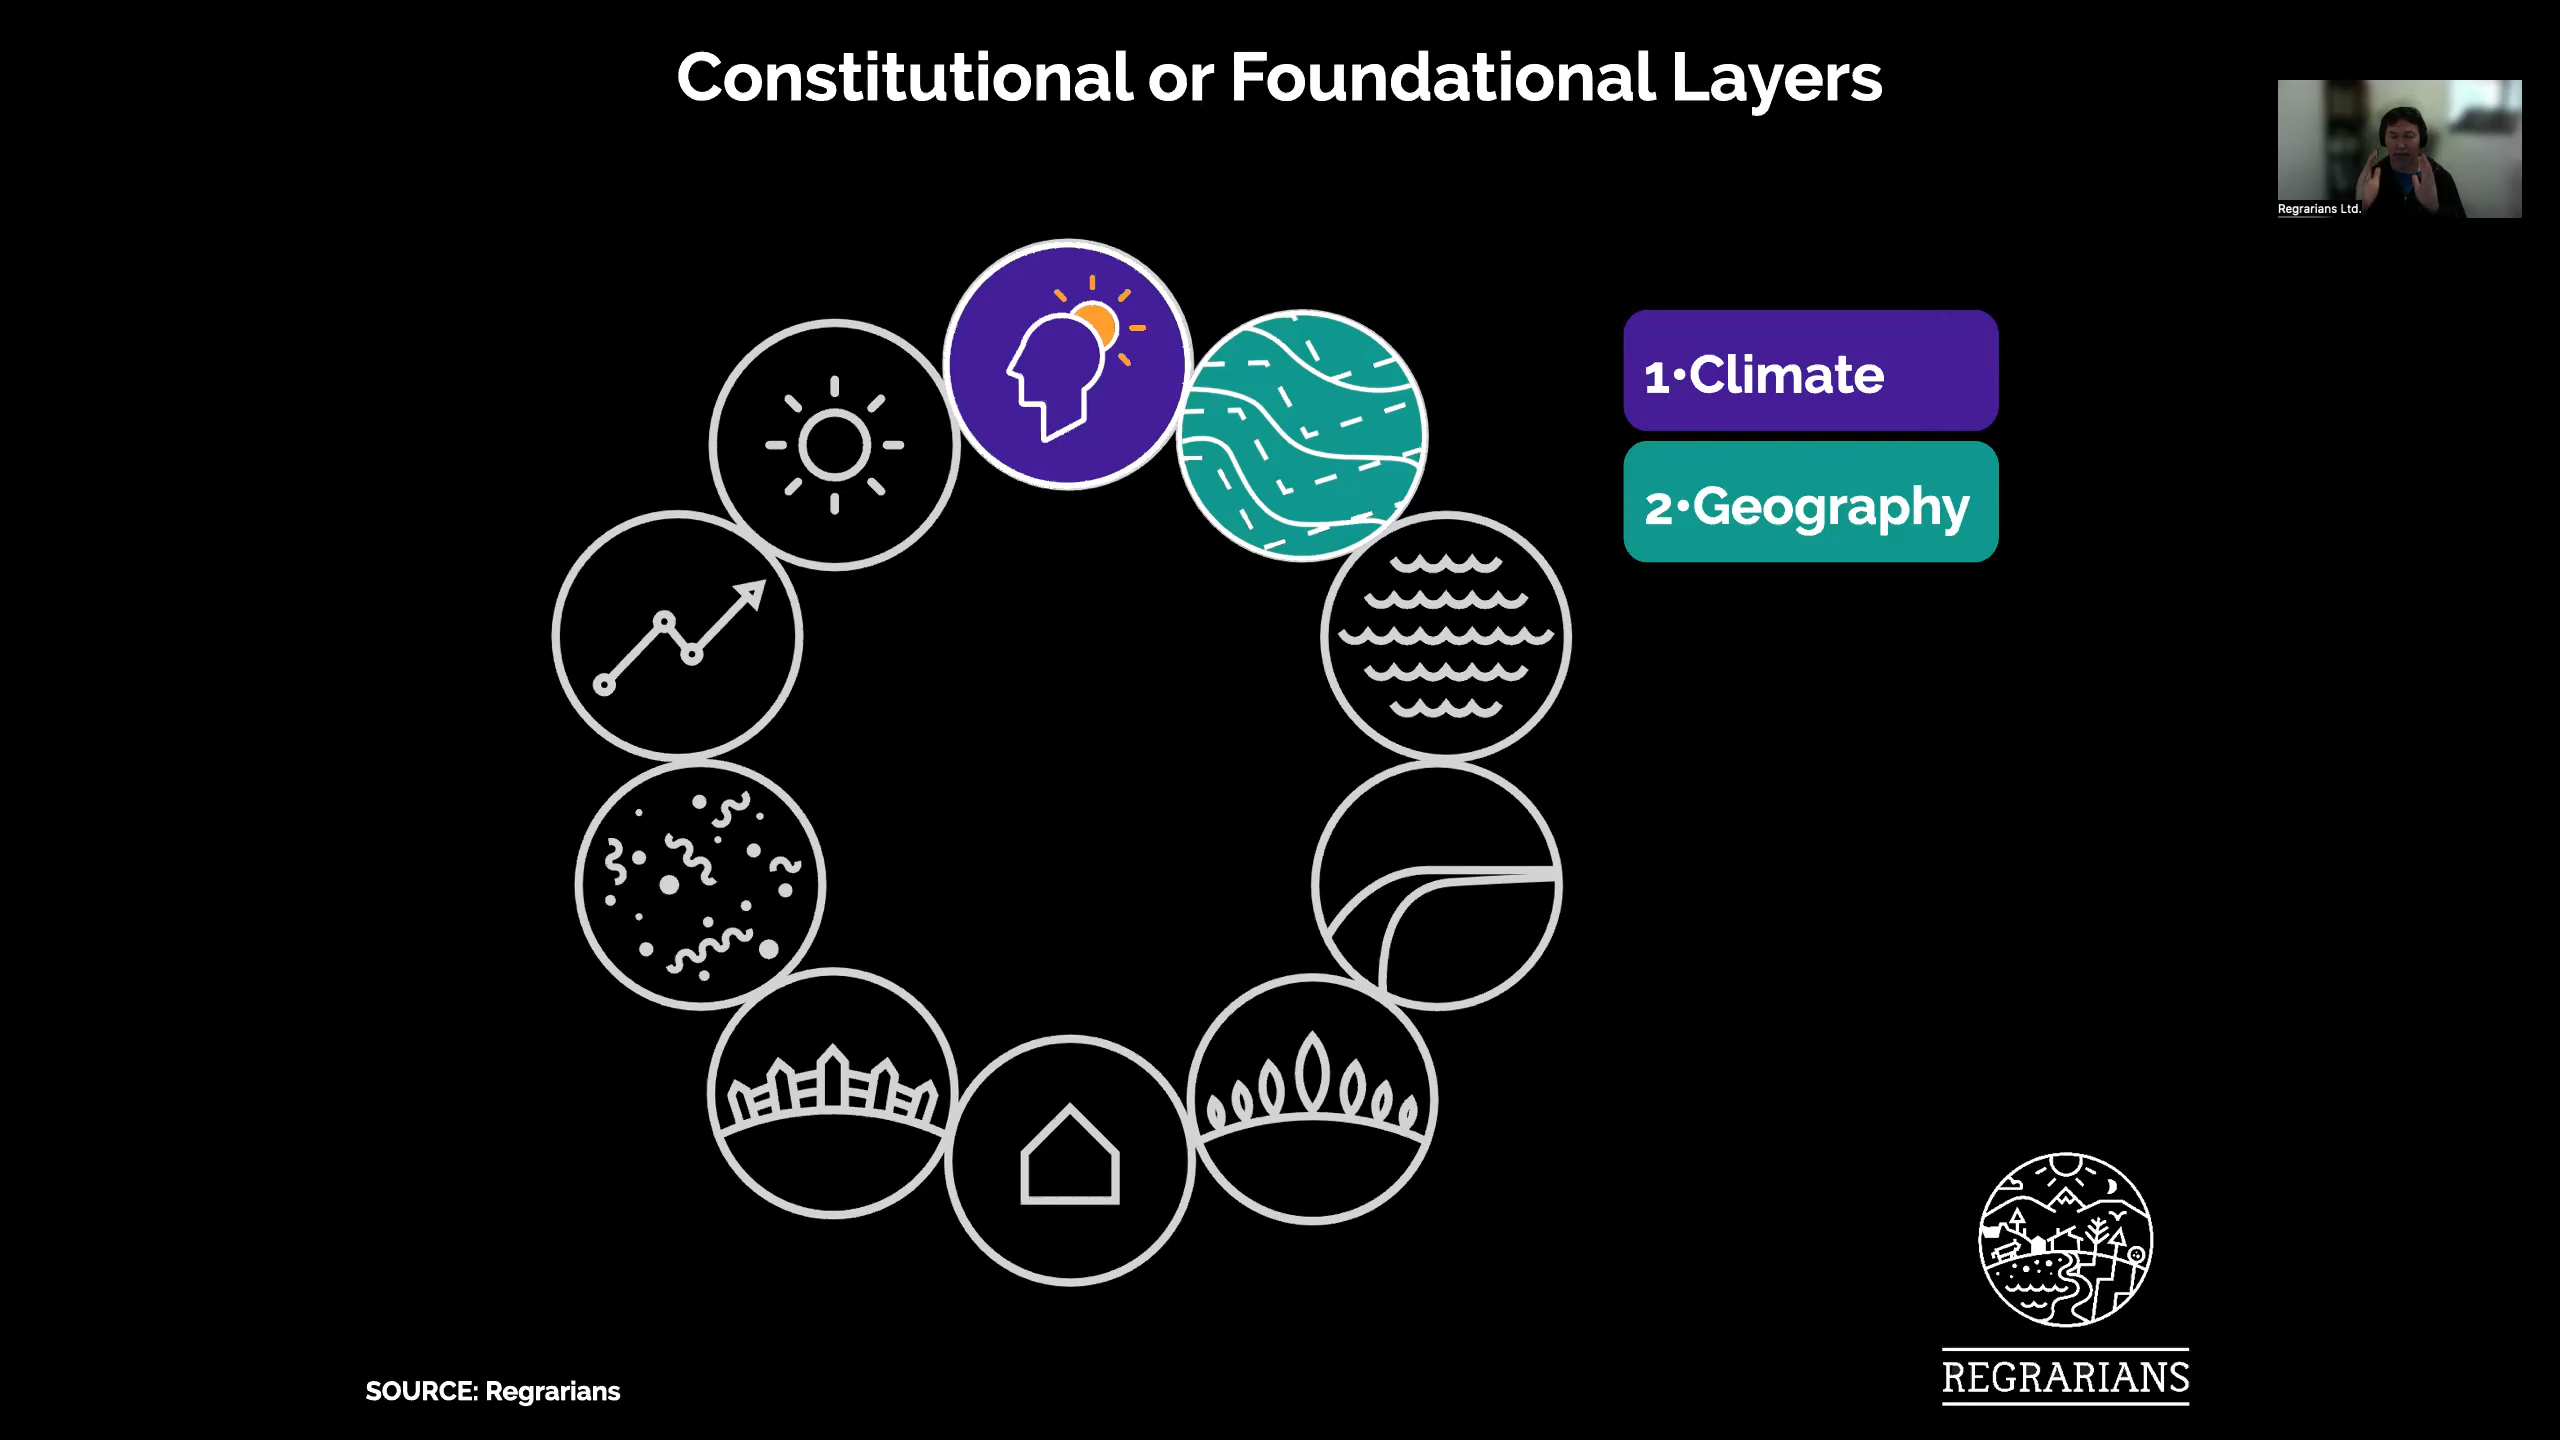 Constitutional or Foundational Layers
Regrarians Ltd.
1•Climate
2•Geography
SOURCE: Regrarians
REGRARIANS